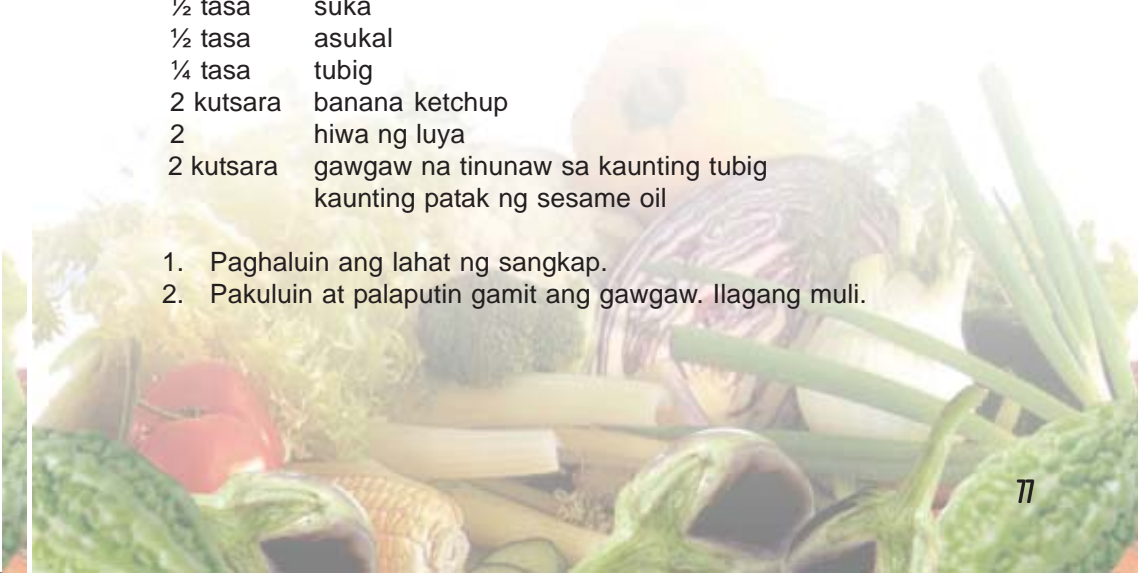 ½ tasa suka
½ tasa asukal
¼ tasa tubig
2 kutsara banana ketchup
2 hiwa ng luya
2 kutsara gawgaw na tinunaw sa kaunting tubig
kaunting patak ng sesame oil
1. Paghaluin ang lahat ng sangkap.
2. Pakuluin at palaputin gamit ang gawgaw. Ilagang muli.
77